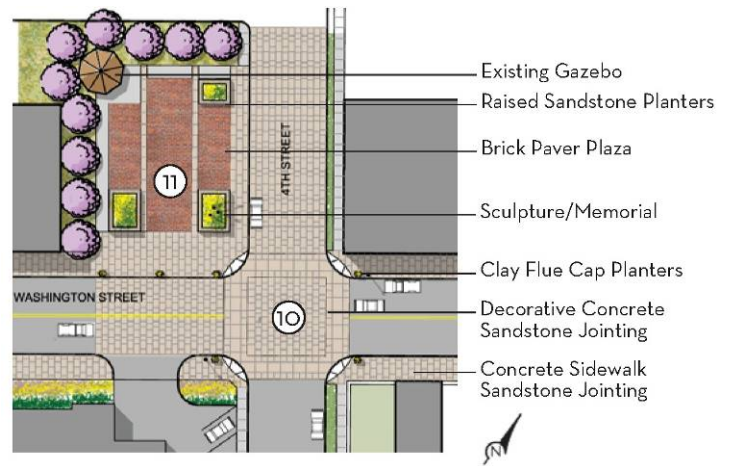 Existing Gazebo
Raised Sandstone Planters
Brick Paver Plaza
11
4TH STREET
Sculpture/Memorial
Clay Flue Cap Planters
WASHINGTON STREET
10
Decorative Concrete
Sandstone Jointing
Concrete Sidewalk
Sandstone Jointing
N